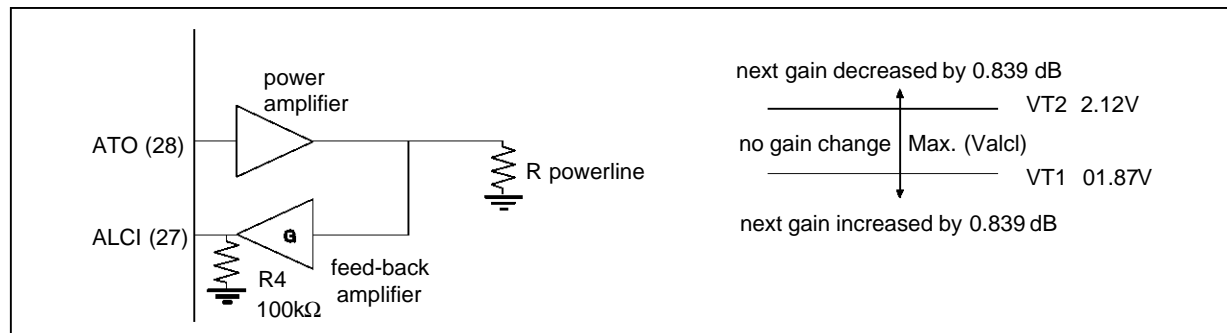 power
amplifier
ATO (28)
R powerline
ALCI (27)
G
R4
100kΩ
feed-back
amplifier
next gain decreased by 0.839 dB
VT2 2.12V
no gain change
Max. (Valcl)
VT1 01.87V
next gain increased by 0.839 dB